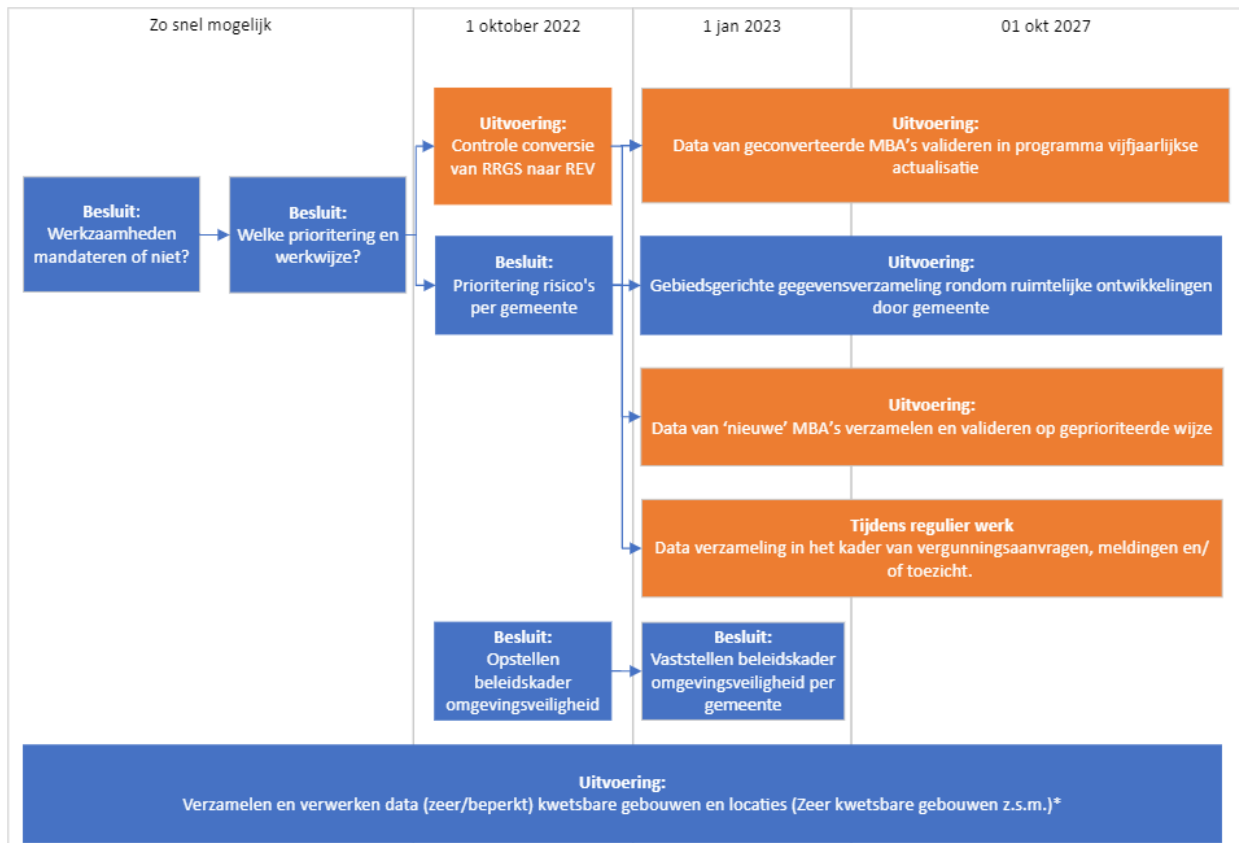 Zo snel mogelijk
1 oktober 2022
1 jan 2023
01 okt 2027
Uitvoering:
Controle conversie
van RRGS naar REV
Uitvoering:
Data van geconverteerde MBA’s valideren in programma vijfjaarlijkse
actualisatie
Besluit:
Werkzaamheden
mandateren of niet?
Besluit:
Welke prioritering en
werkwijze?
Besluit:
Prioritering risico's
per gemeente
Uitvoering:
Gebiedsgerichte gegevensverzameling rondom ruimtelijke ontwikkelingen
door gemeente
Uitvoering:
Data van ‘nieuwe’ MBA’s verzamelen en valideren op geprioriteerde wijze
Tijdens regulier werk
Data verzameling in het kader van vergunningsaanvragen, meldingen en/
of toezicht.
Besluit:
Opstellen
beleidskader
omgevingsveiligheid
Besluit:
Vaststellen beleidskader
omgevingsveiligheid per
gemeente
Uitvoering:
Verzamelen en verwerken data (zeer/beperkt) kwetsbare gebouwen en locaties (Zeer kwetsbare gebouwen z.s.m.)*